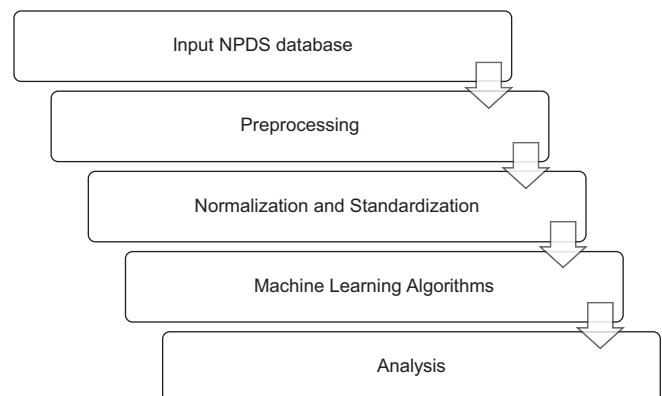 Input NPDS database
Preprocessing
Normalization and Standardization
Machine Learning Algorithms
Analysis